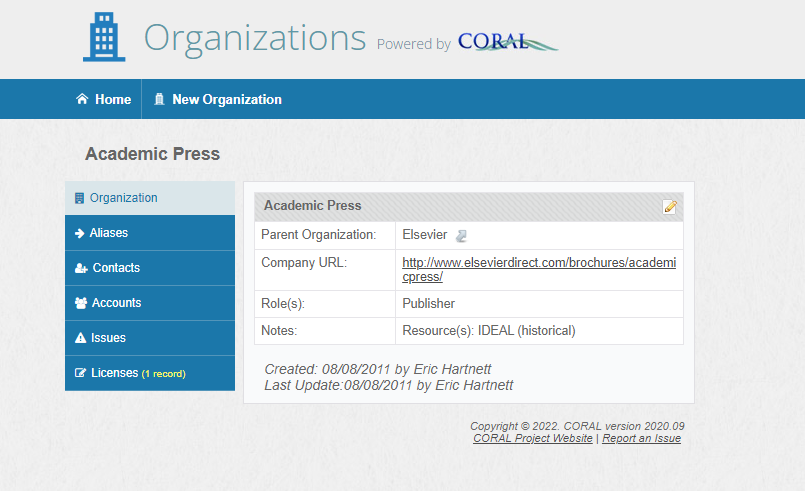 Organizations Powered by CORAL
Home New Organization
Academic Press
Organization
Aliases
Contacts
Accounts
Issues
Licenses (1 record)
Academic Press
Parent Organization: Elsevier
Company URL: http://www.elsevierdirect.com/brochures/academi
cpress/
Role(s): Publisher
Notes: Resource(s): IDEAL (historical)
Created: 08/08/2011 by Eric Hartnett
Last Update:08/08/2011 by Eric Hartnett
Copyright © 2022. CORAL version 2020.09
CORAL Project Website | Report an Issue